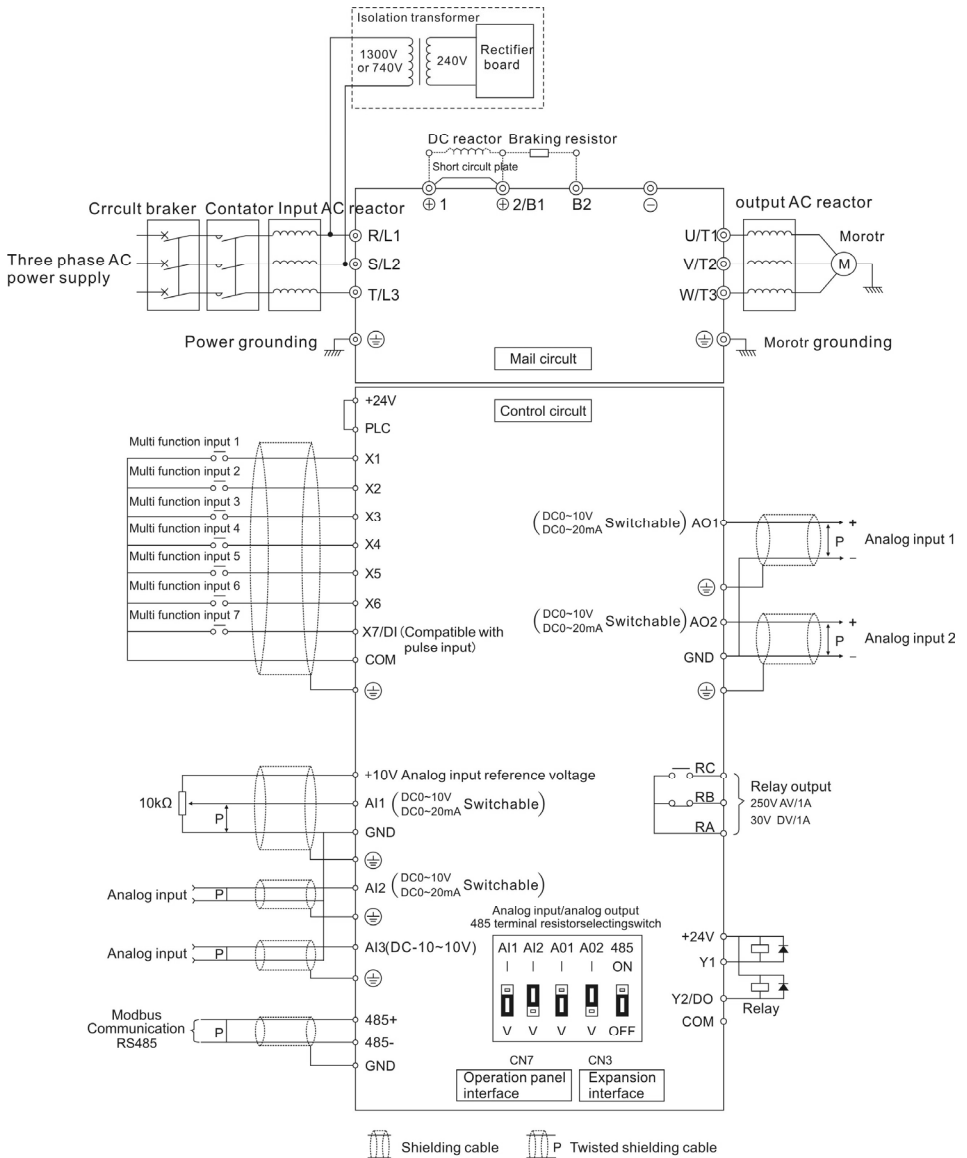 Isolation transformer
1300V
or 740V
240V
Rectifier
board
DC reactor
Braking resistor
Short circult plate
⊕ 1
⊕ 2/B1
B2
⊖
Crrcult braker
Contator
Input AC reactor
output AC reactor
R/L1
U/T1
Morotr
Three phase AC
power supply
S/L2
V/T2
M
T/L3
W/T3
Power grounding
Morotr grounding
Mail circult
+24V
Control circult
PLC
Multi function input 1
X1
Multi function input 2
X2
Multi function input 3
X3
Multi function input 4
X4
Multi function input 5
X5
Multi function input 6
X6
Multi function input 7
X7/DI (Compatible with
pulse input)
COM
(DC0~10V
DC0~20mA Switchable) AO1
+
P
Analog input 1
−
(DC0~10V
DC0~20mA Switchable) AO2
+
P
Analog input 2
GND
−
+10V Analog input reference voltage
10kΩ
AI1 (DC0~10V
DC0~20mA Switchable)
P
GND
RC
RB
RA
Relay output
250V AV/1A
30V DV/1A
Analog input
P
AI2 (DC0~10V
DC0~20mA Switchable)
Analog input
P
AI3(DC-10~10V)
Analog input/analog output
485 terminal resistorselectingswitch
AI1 AI2 A01 A02 485
I I I I ON
V V V V OFF
+24V
Y1
Y2/DO
Relay
COM
Modbus
Communication
RS485
P
485+
485-
GND
CN7
CN3
Operation panel
interface
Expansion
interface
Shielding cable
P Twisted shielding cable